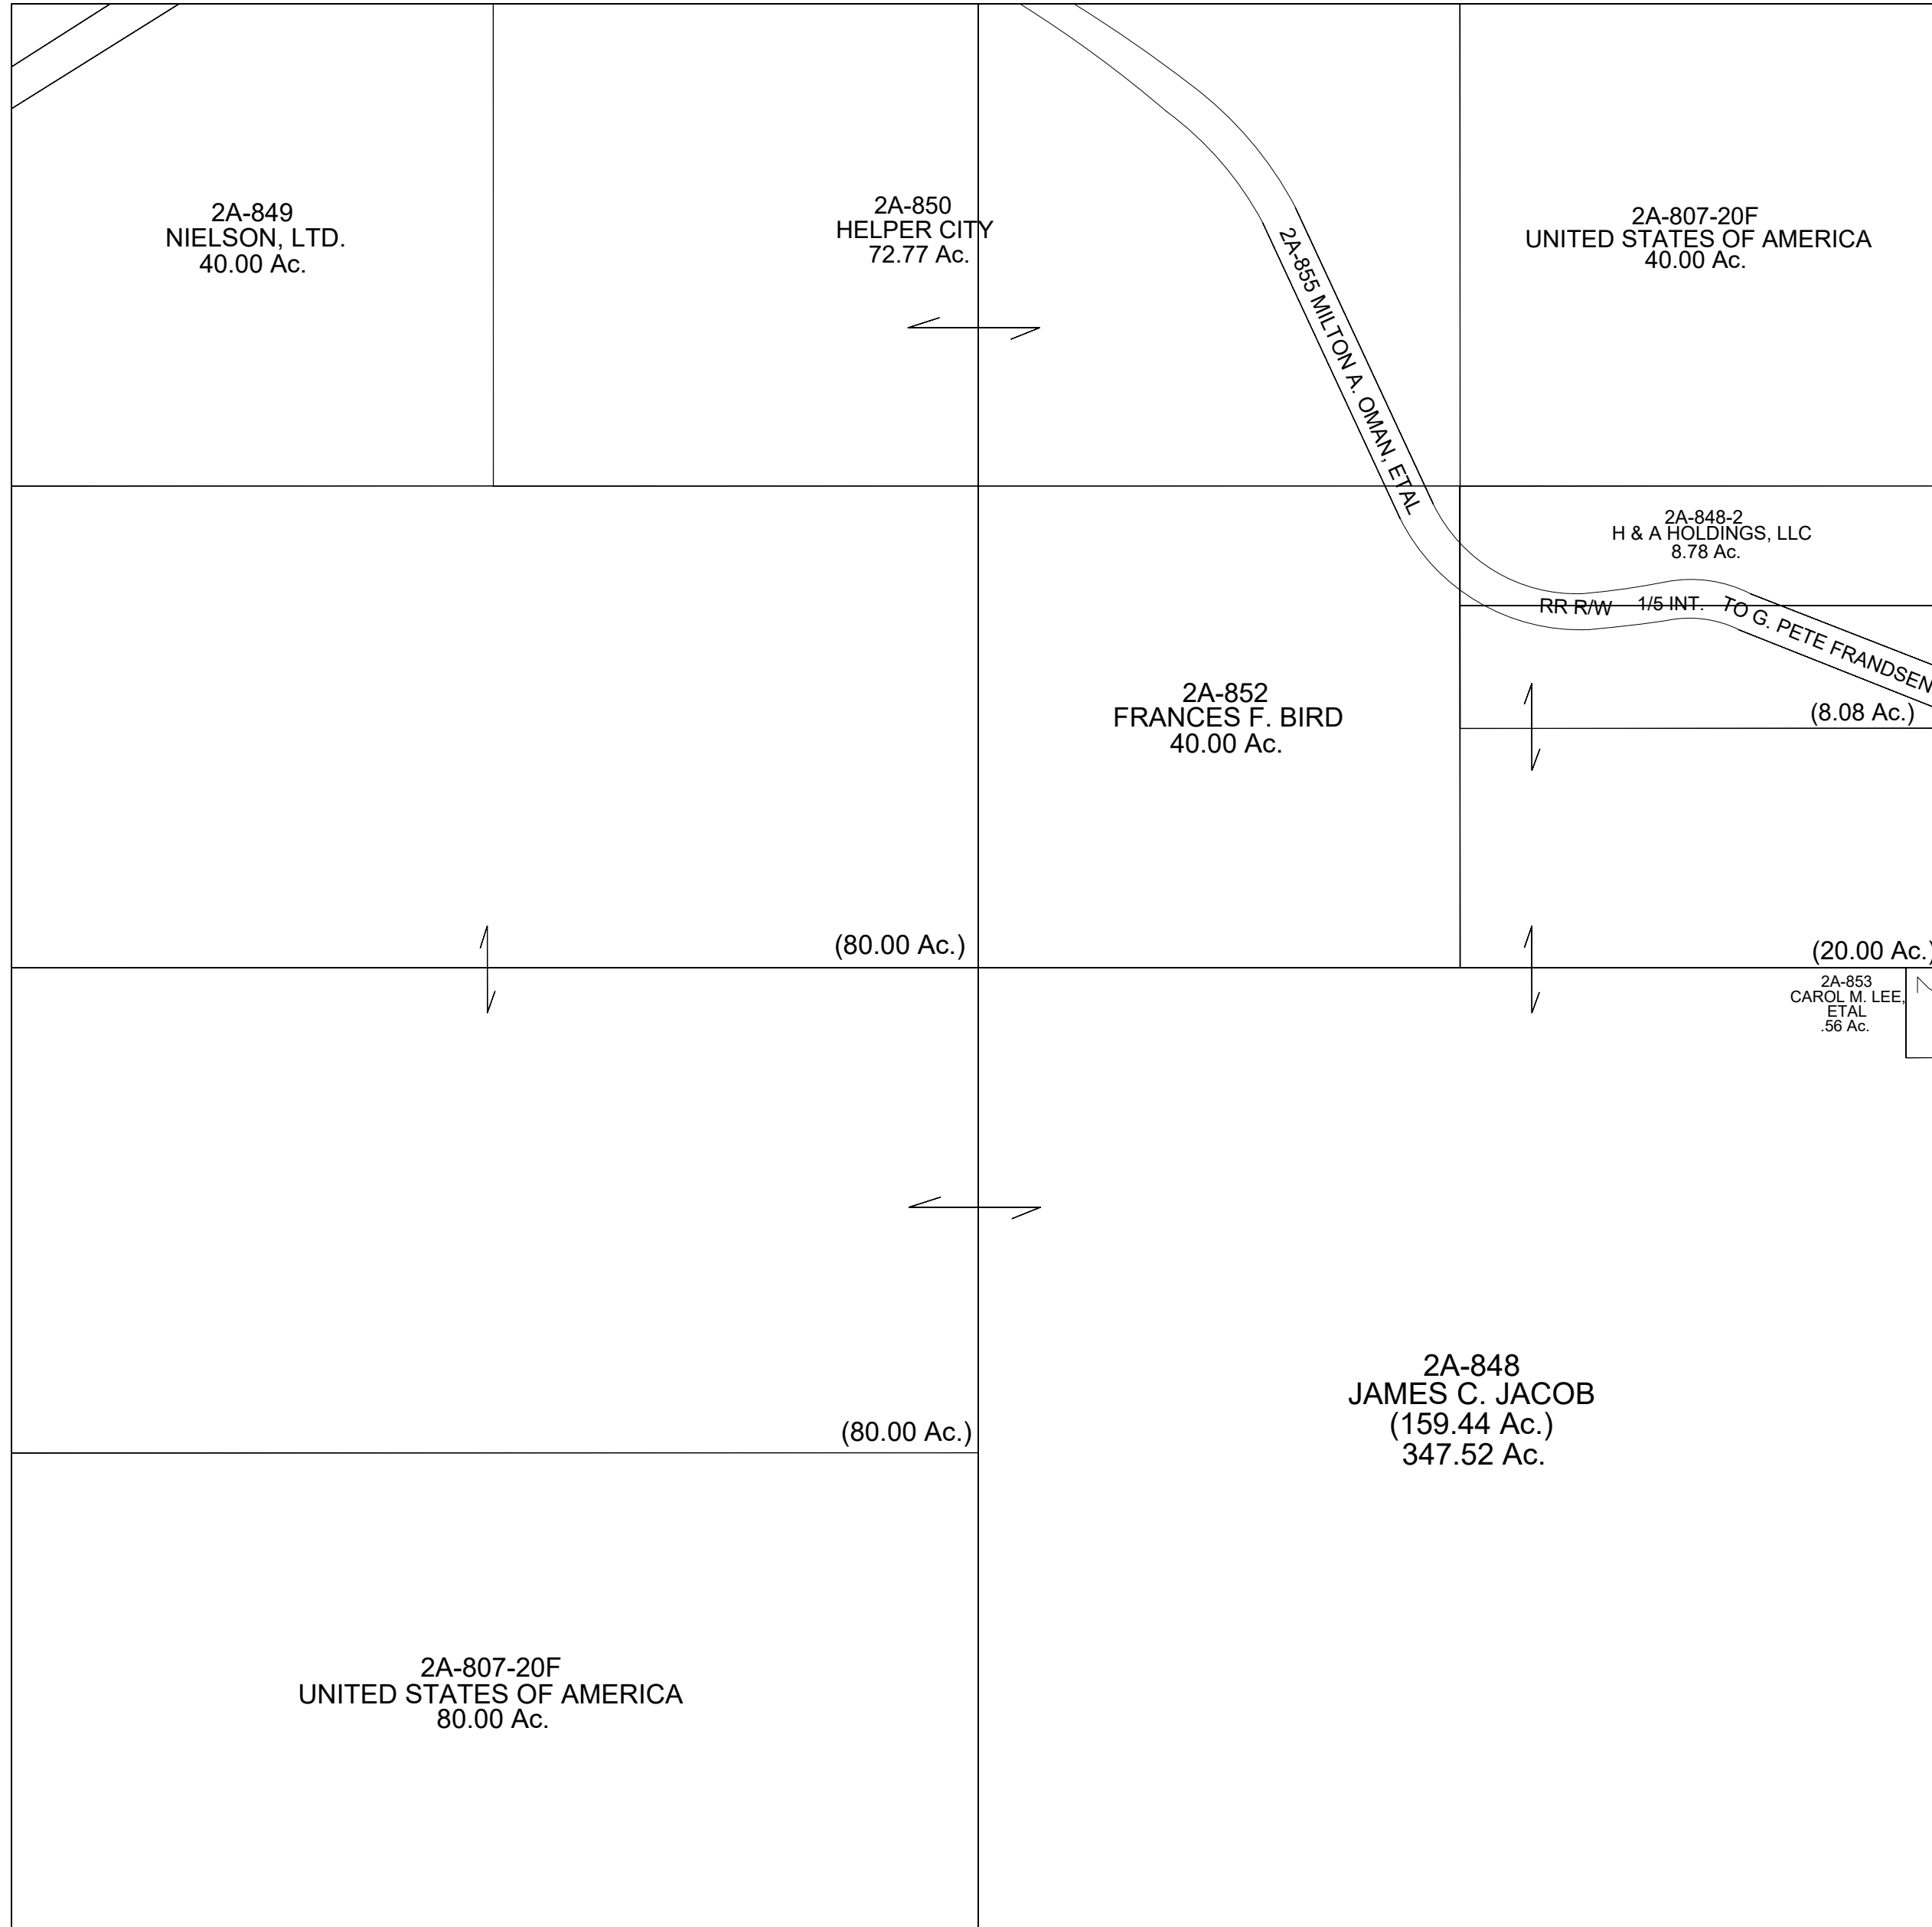 2A-849
NIELSON, LTD.
40.00 Ac.
2A-850
HELPER CITY
72.77 Ac.
2A-855 MILTON A. OMAN, ETAL
2A-807-20F
UNITED STATES OF AMERICA
40.00 Ac.
2A-848-2
H & A HOLDINGS, LLC
8.78 Ac.
RR R/W 1/5 INT. TO G. PETE FRANDSEN
(8.08 Ac.)
2A-852
FRANCES F. BIRD
40.00 Ac.
(80.00 Ac.)
(20.00 Ac.)
2A-853
CAROL M. LEE,
ETAL
.56 Ac.
2A-848
JAMES C. JACOB
(159.44 Ac.)
347.52 Ac.
(80.00 Ac.)
2A-807-20F
UNITED STATES OF AMERICA
80.00 Ac.